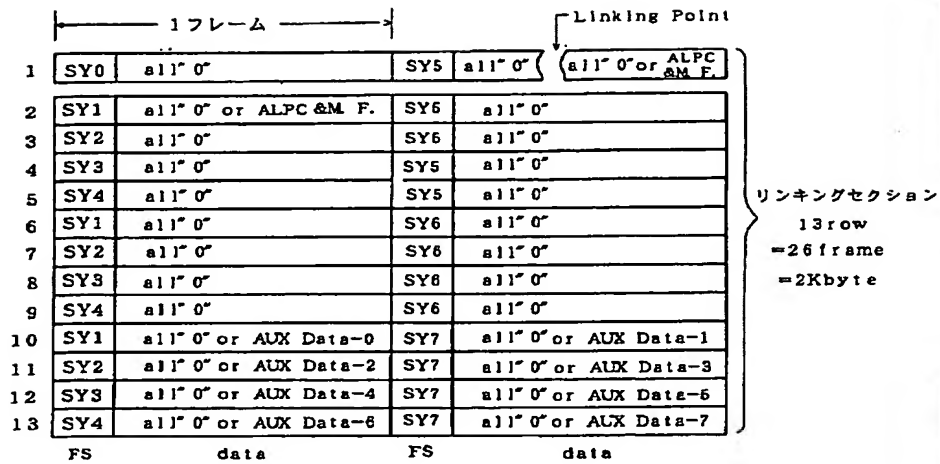 1フレーム Linking Point
1 SY0 all"0" SY5 all"0" all"0"or ALPC &M. F.
2 SY1 all"0" or ALPC &M. F. SY6 all"0"
3 SY2 all"0" SY6 all"0"
4 SY3 all"0" SY5 all"0"
5 SY4 all"0" SY5 all"0"
6 SY1 all"0" SY6 all"0"
7 SY2 all"0" SY6 all"0"
8 SY3 all"0" SY6 all"0"
9 SY4 all"0" SY6 all"0"
10 SY1 all"0"or AUX Data-0 SY7 all"0"or AUX Data-1
11 SY2 all"0"or AUX Data-2 SY7 all"0"or AUX Data-3
12 SY3 all"0"or AUX Data-4 SY7 all"0"or AUX Data-5
13 SY4 all"0"or AUX Data-6 SY7 all"0"or AUX Data-7
FS data FS data
リンキングセクション
13row
=26frame
=2Kbyte